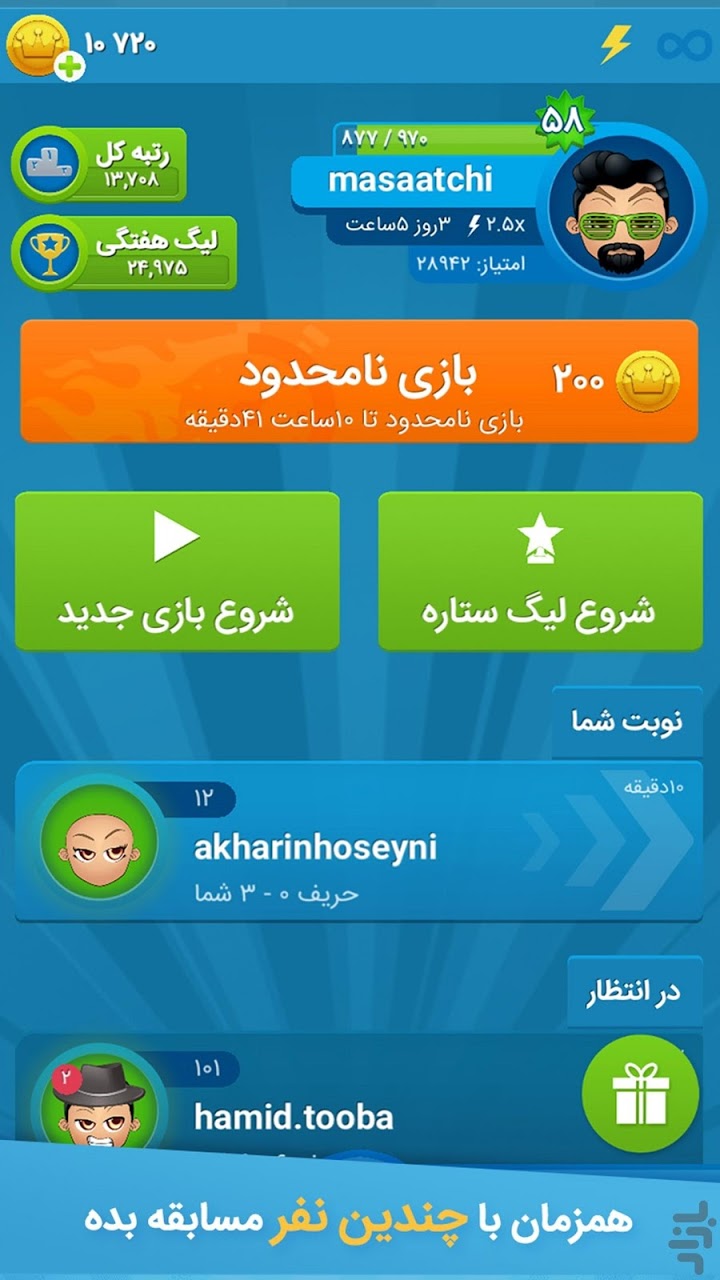 ۱۰ ۷۲۰
۵۸
۸۷۷ / ۹۷۰
masaatchi
۲.۵x ۳روز ۵ساعت
امتیاز: ۲۸۹۴۲
رتبه کل
۱۳,۷۰۸
لیگ هفتگی
۲۴,۹۷۵
بازی نامحدود
۲۰۰
بازی نامحدود تا ۱۰ساعت ۴۱دقیقه
شروع لیگ ستاره
شروع بازی جدید
نوبت شما
۱۰دقیقه
۱۲
akharinhoseyni
حریف ۰ - ۳ شما
در انتظار
۲
۱۰۱
hamid.tooba
همزمان با چندین نفر مسابقه بده
بازار